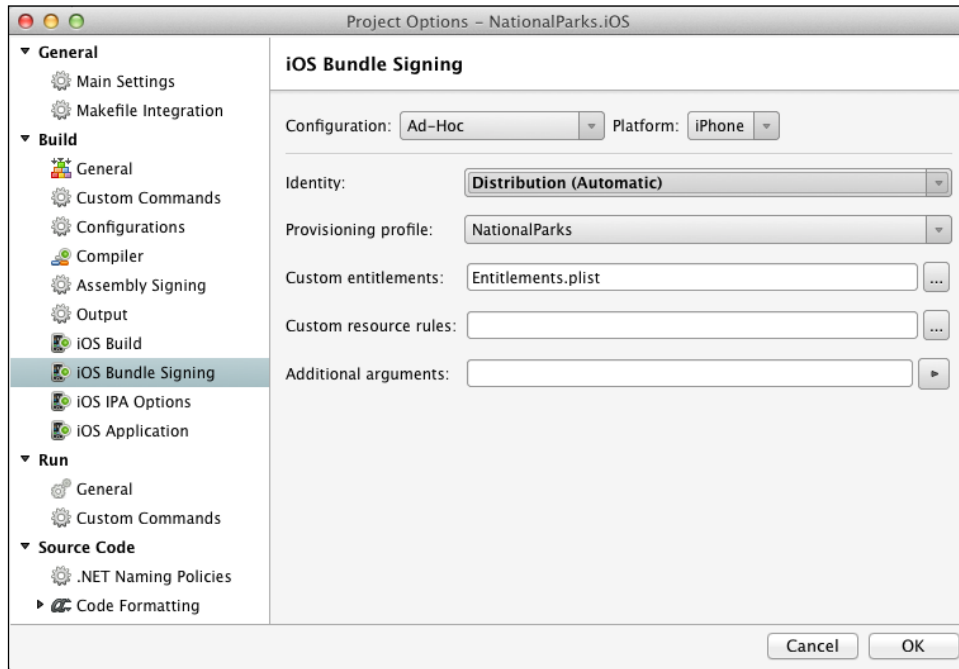 Project Options – NationalParks.iOS
General
Main Settings
Makefile Integration
Build
General
Custom Commands
Configurations
Compiler
Assembly Signing
Output
iOS Build
iOS Bundle Signing
iOS IPA Options
iOS Application
Run
General
Custom Commands
Source Code
.NET Naming Policies
Code Formatting
iOS Bundle Signing
Configuration: Ad-Hoc Platform: iPhone
Identity: Distribution (Automatic)
Provisioning profile: NationalParks
Custom entitlements: Entitlements.plist ...
Custom resource rules: ...
Additional arguments:
Cancel OK